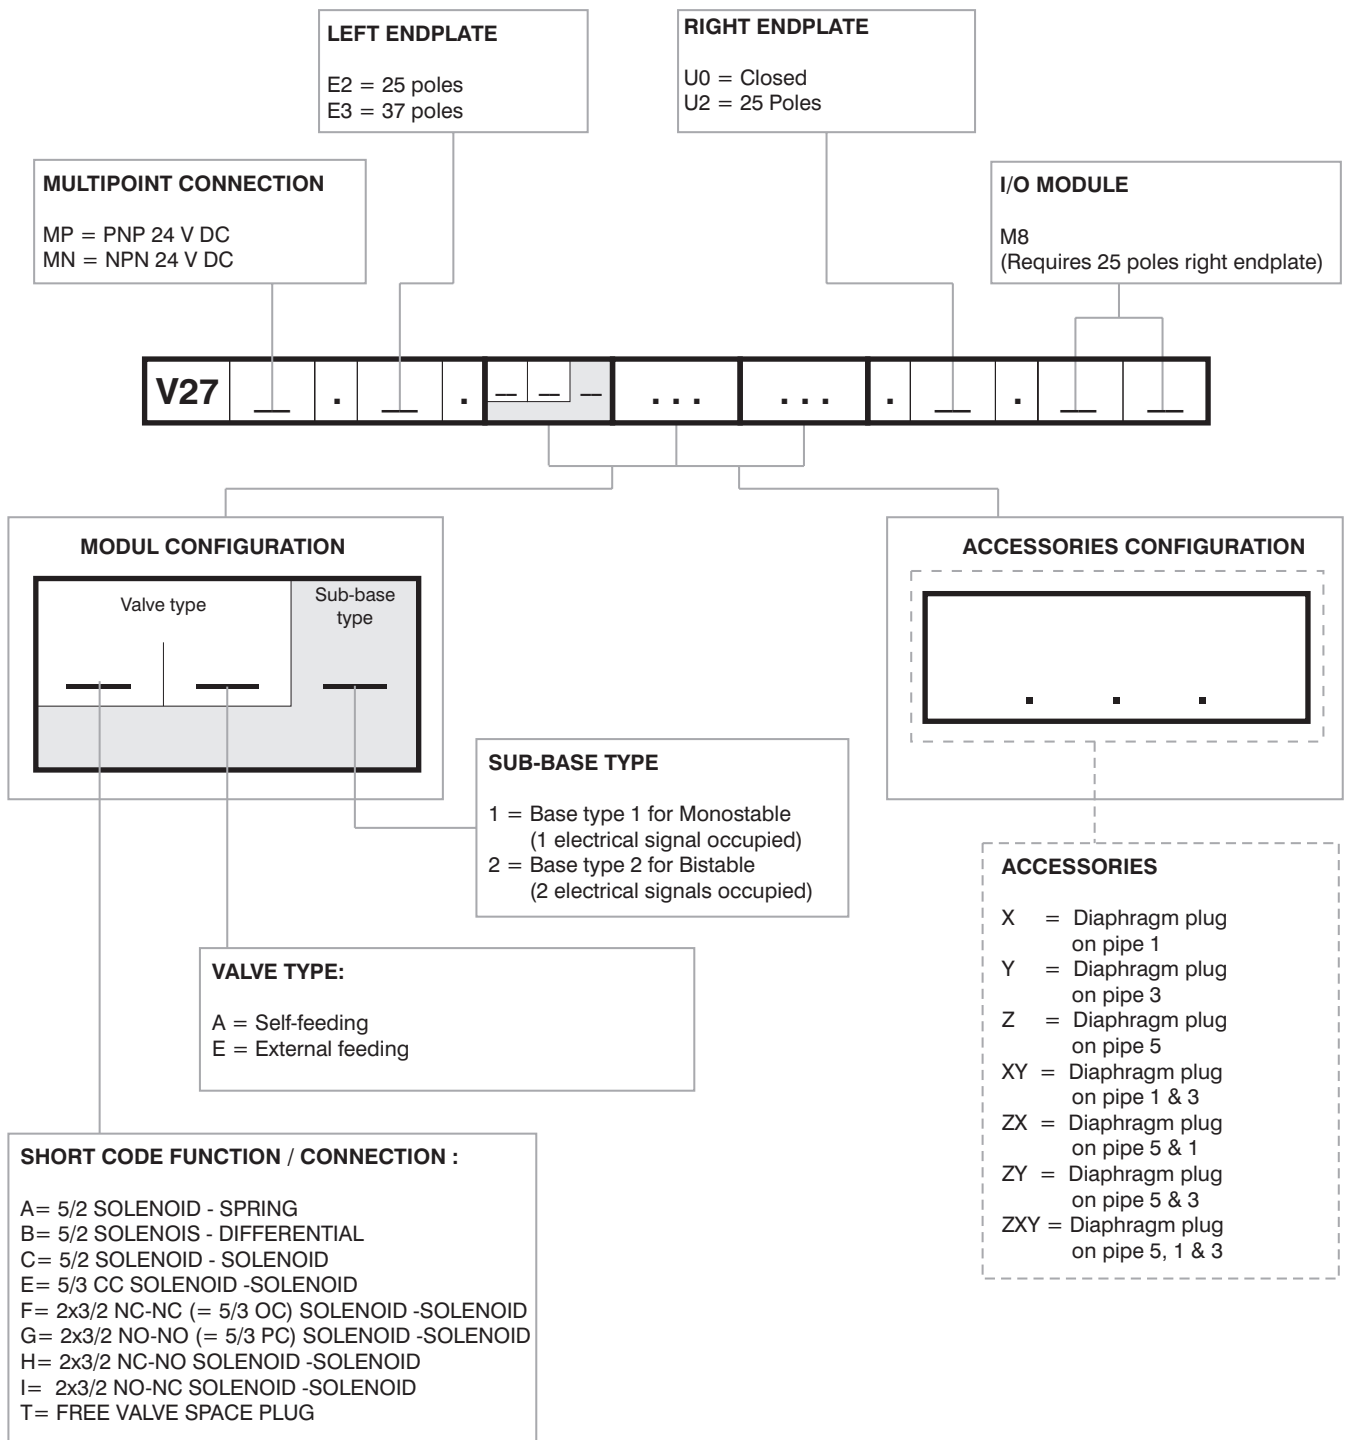 LEFT ENDPLATE
E2 = 25 poles
E3 = 37 poles
RIGHT ENDPLATE
U0 = Closed
U2 = 25 Poles
MULTIPOINT CONNECTION
MP = PNP 24 V DC
MN = NPN 24 V DC
I/O MODULE
M8
(Requires 25 poles right endplate)
V27 __ . __ . __ __ __ . . . . . . . __ . __ __
MODUL CONFIGURATION
Valve type
Sub-base
type
ACCESSORIES CONFIGURATION
. . .
SUB-BASE TYPE
1 = Base type 1 for Monostable
(1 electrical signal occupied)
2 = Base type 2 for Bistable
(2 electrical signals occupied)
VALVE TYPE:
A = Self-feeding
E = External feeding
ACCESSORIES
X = Diaphragm plug
on pipe 1
Y = Diaphragm plug
on pipe 3
Z = Diaphragm plug
on pipe 5
XY = Diaphragm plug
on pipe 1 & 3
ZX = Diaphragm plug
on pipe 5 & 1
ZY = Diaphragm plug
on pipe 5 & 3
ZXY = Diaphragm plug
on pipe 5, 1 & 3
SHORT CODE FUNCTION / CONNECTION :
A= 5/2 SOLENOID - SPRING
B= 5/2 SOLENOIS - DIFFERENTIAL
C= 5/2 SOLENOID - SOLENOID
E= 5/3 CC SOLENOID -SOLENOID
F= 2x3/2 NC-NC (= 5/3 OC) SOLENOID -SOLENOID
G= 2x3/2 NO-NO (= 5/3 PC) SOLENOID -SOLENOID
H= 2x3/2 NC-NO SOLENOID -SOLENOID
I= 2x3/2 NO-NC SOLENOID -SOLENOID
T= FREE VALVE SPACE PLUG